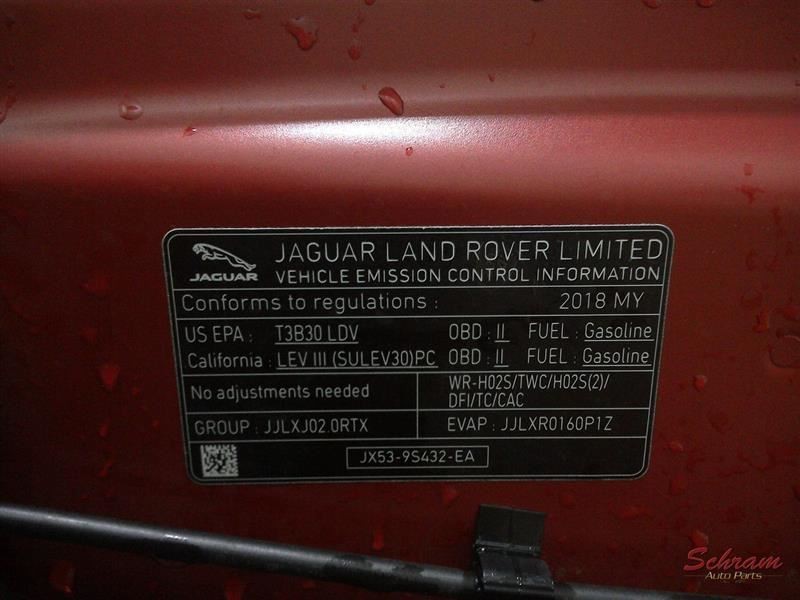 JAGUAR
JAGUAR LAND ROVER LIMITED
VEHICLE EMISSION CONTROL INFORMATION
Conforms to regulations : 2018 MY
US EPA : T3B30 LDV OBD : II FUEL : Gasoline
California : LEV III (SULEV30)PC OBD : II FUEL : Gasoline
No adjustments needed
WR-HO2S/TWC/HO2S(2)/
DFI/TC/CAC
GROUP : JJLXJ02.0RTX EVAP : JJLXR0160P1Z
JX53-9S432-EA
Schram
Auto Parts